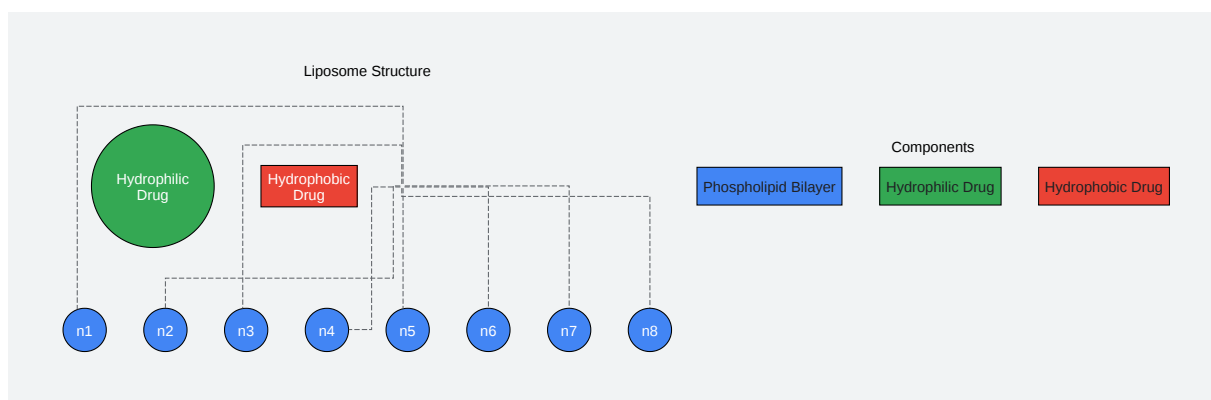 Liposome Structure
Hydrophilic
Drug
Hydrophobic
Drug
n1
n2
n3
n4
n5
n6
n7
n8
Components
Phospholipid Bilayer
Hydrophilic Drug
Hydrophobic Drug